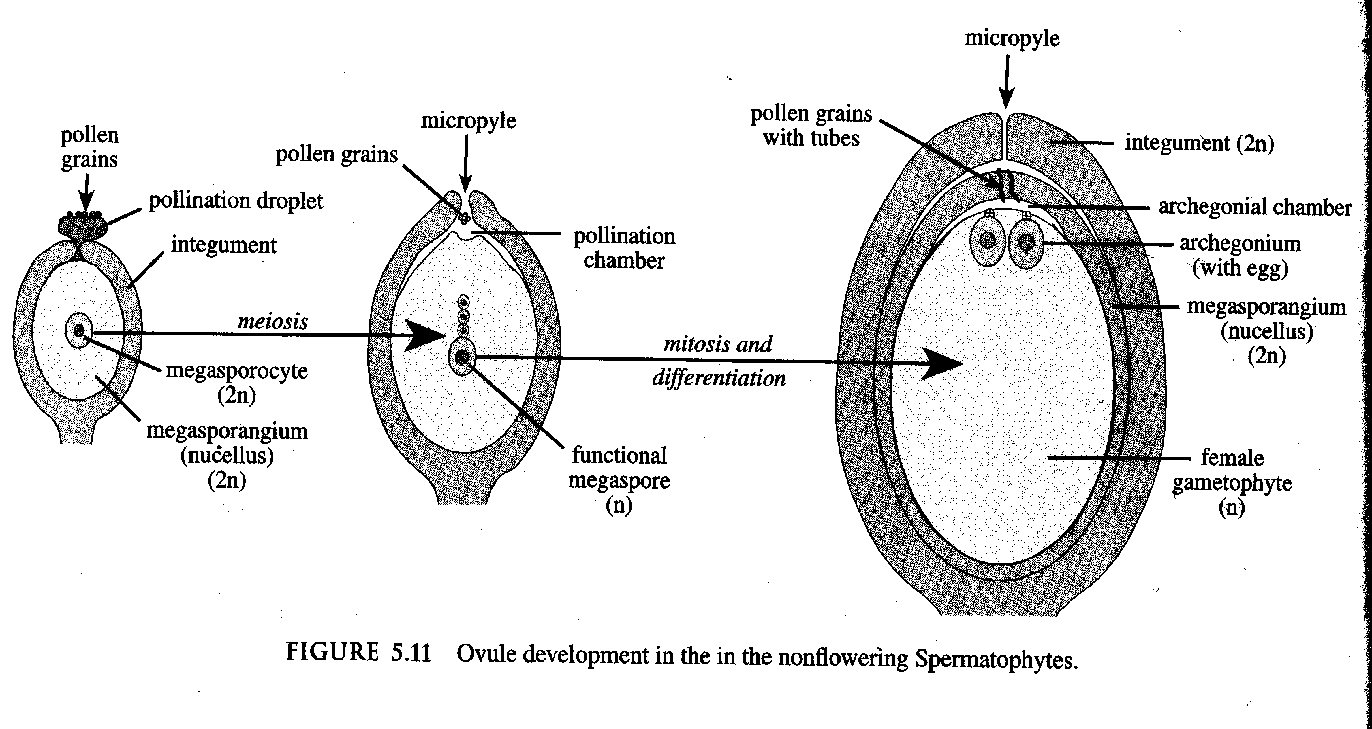 pollen
grains
pollination droplet
integument
meiosis
megasporocyte
(2n)
megasporangium
(nucellus)
(2n)
micropyle
pollen grains
pollination
chamber
mitosis and
differentiation
functional
megaspore
(n)
micropyle
pollen grains
with tubes
integument (2n)
archegonial chamber
archegonium
(with egg)
megasporangium
(nucellus)
(2n)
female
gametophyte
(n)
FIGURE 5.11 Ovule development in the in the nonflowering Spermatophytes.